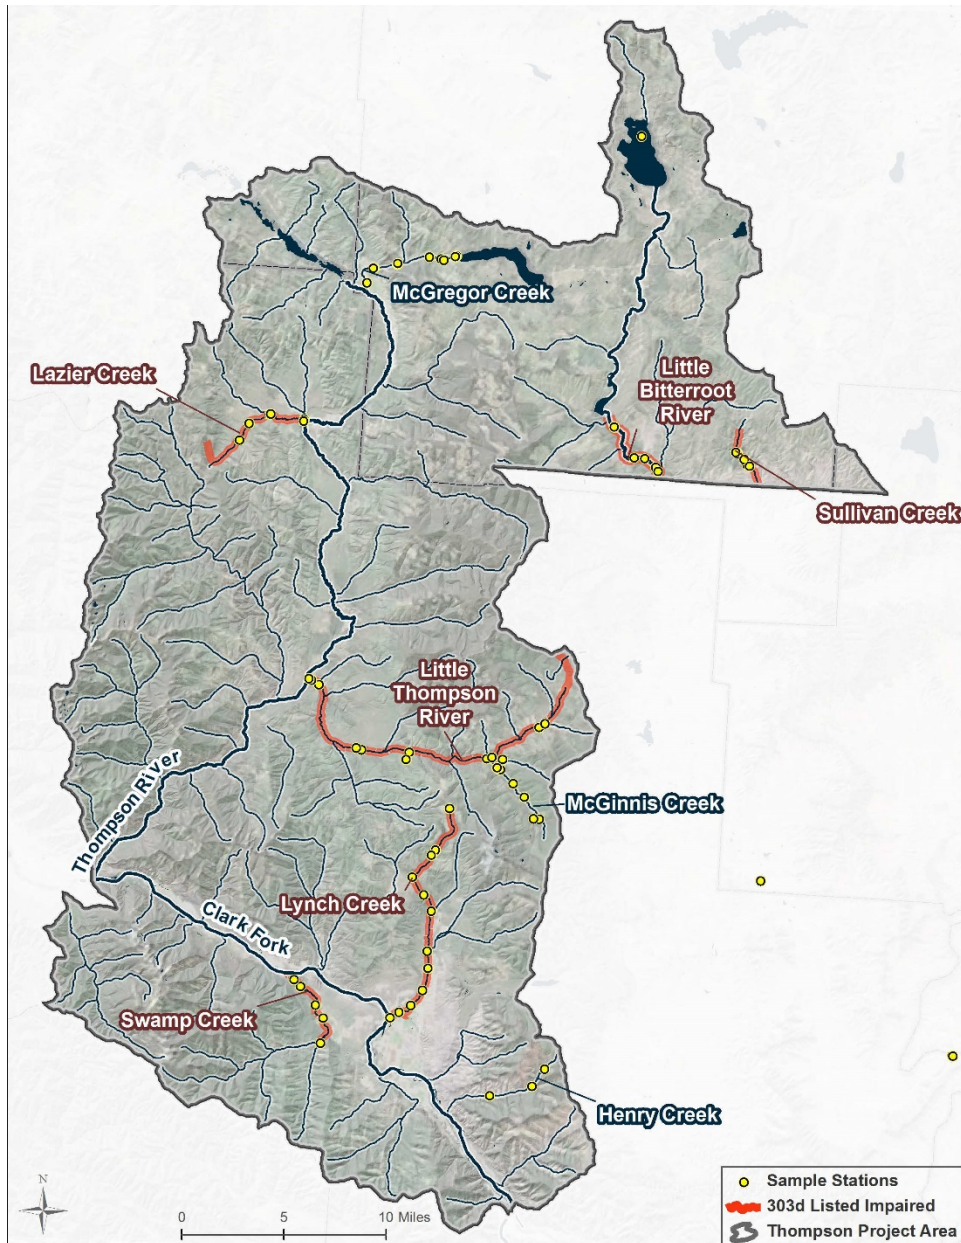 McGregor Creek
Lazier Creek
Little
Bitterroot
River
Sullivan Creek
Little
Thompson
River
Thompson River
McGinnis Creek
Lynch Creek
Clark Fork
Swamp Creek
Henry Creek
N
0 5 10 Miles
Sample Stations
303d Listed Impaired
Thompson Project Area